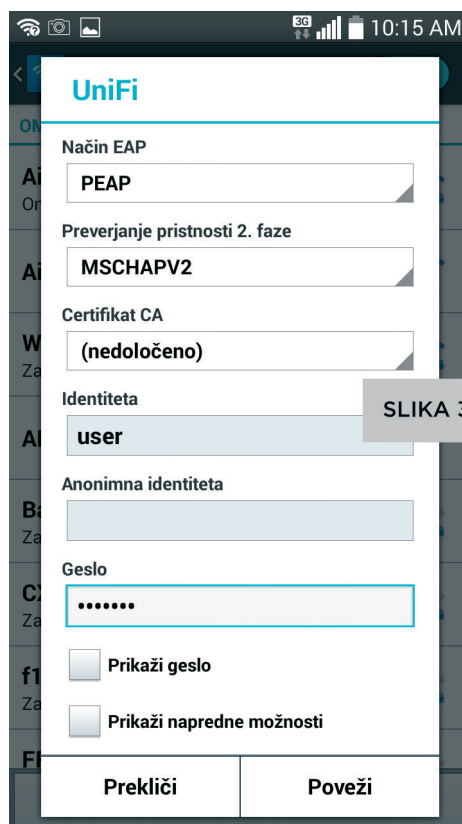 3G 10:15 AM
UniFi
Način EAP
PEAP
Preverjanje pristnosti 2. faze
MSCHAPV2
Certifikat CA
(nedoločeno)
Identiteta
user
SLIKA 3
Anonimna identiteta
Geslo
•••••••
Prikaži geslo
Prikaži napredne možnosti
Prekliči Poveži